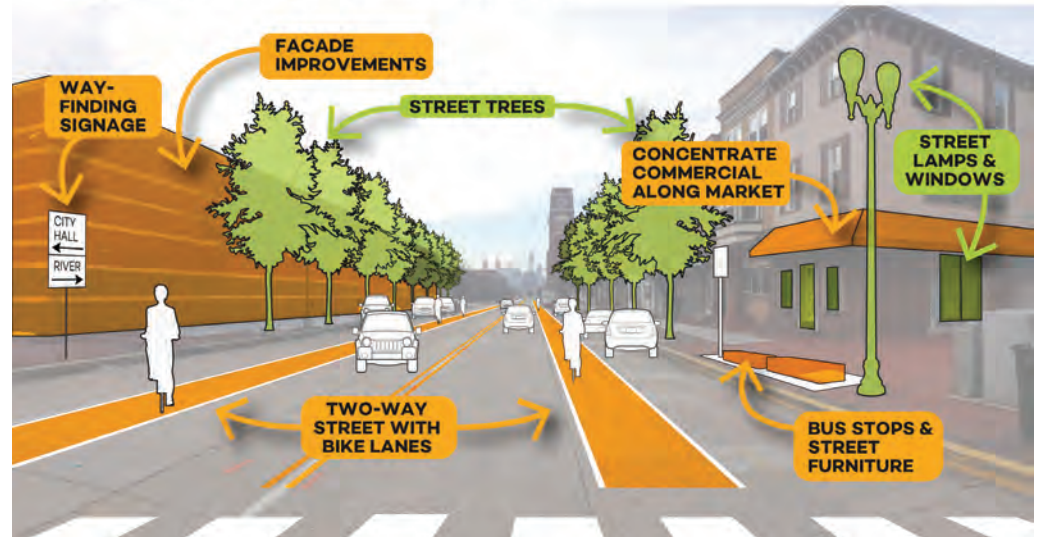 FACADE
IMPROVEMENTS
WAY-
FINDING
SIGNAGE
STREET TREES
CONCENTRATE
COMMERCIAL
ALONG MARKET
STREET
LAMPS &
WINDOWS
CITY
HALL
RIVER
TWO-WAY
STREET WITH
BIKE LANES
BUS STOPS &
STREET
FURNITURE